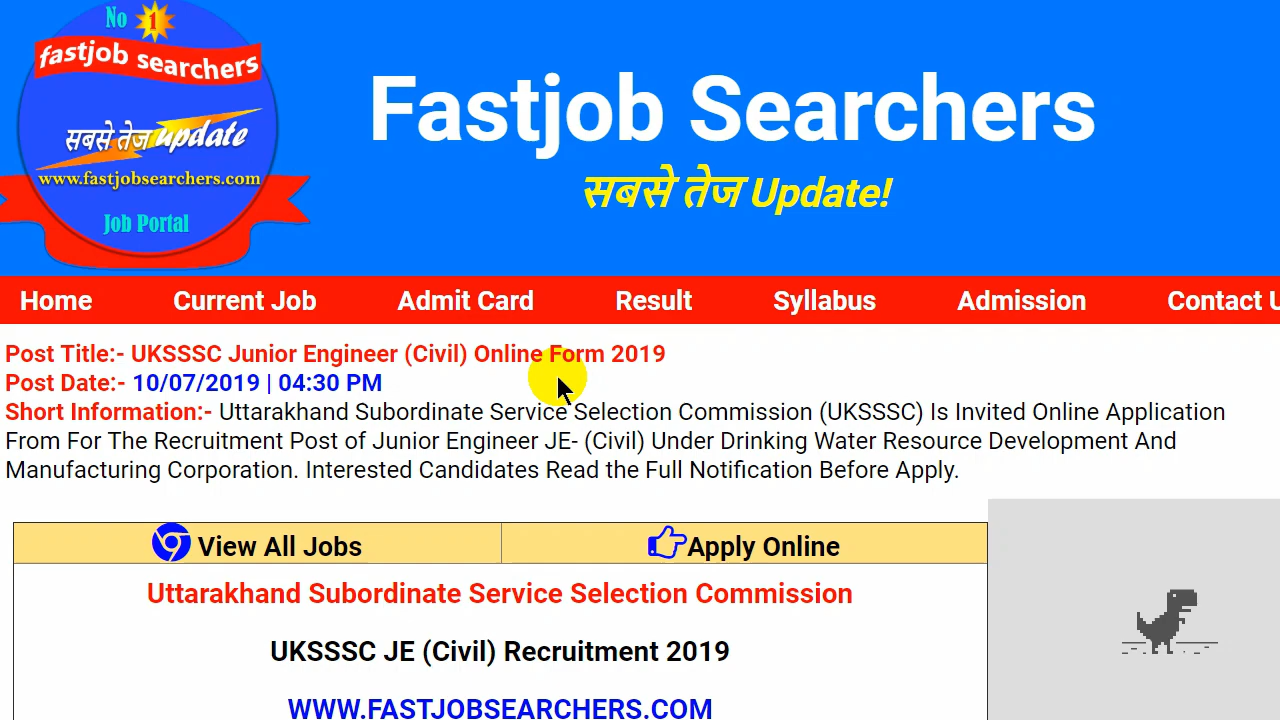 No 1
fastjob searchers
सबसे तेज update
www.fastjobsearchers.com
Job Portal
Fastjob Searchers
सबसे तेज Update!
Home Current Job Admit Card Result Syllabus Admission Contact U
Post Title:- UKSSSC Junior Engineer (Civil) Online Form 2019
Post Date:- 10/07/2019 | 04:30 PM
Short Information:- Uttarakhand Subordinate Service Selection Commission (UKSSSC) Is Invited Online Application
From For The Recruitment Post of Junior Engineer JE- (Civil) Under Drinking Water Resource Development And
Manufacturing Corporation. Interested Candidates Read the Full Notification Before Apply.
View All Jobs Apply Online
Uttarakhand Subordinate Service Selection Commission
UKSSSC JE (Civil) Recruitment 2019
WWW.FASTJOBSEARCHERS.COM